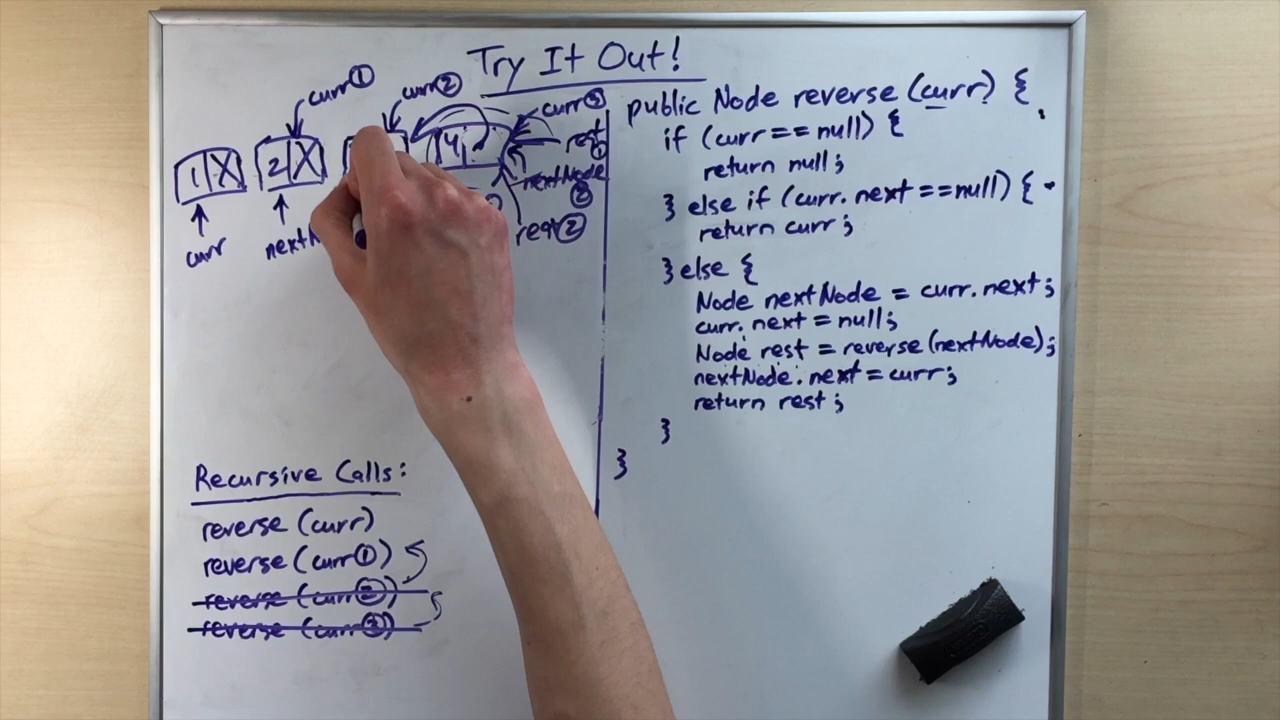 Try It Out!
curr①
curr②
curr③
rest①
nextNode②
rest②
1 X
2 X
4
curr
public Node reverse (curr) {
if (curr == null) {
return null;
} else if (curr. next ==null) {
return curr;
} else {
Node nextNode = curr. next;
curr. next = null;
Node rest = reverse (nextNode);
nextNode. next = curr;
return rest;
}
}
Recursive Calls:
reverse (curr)
reverse (curr①)
reverse (curr②)
reverse (curr③)